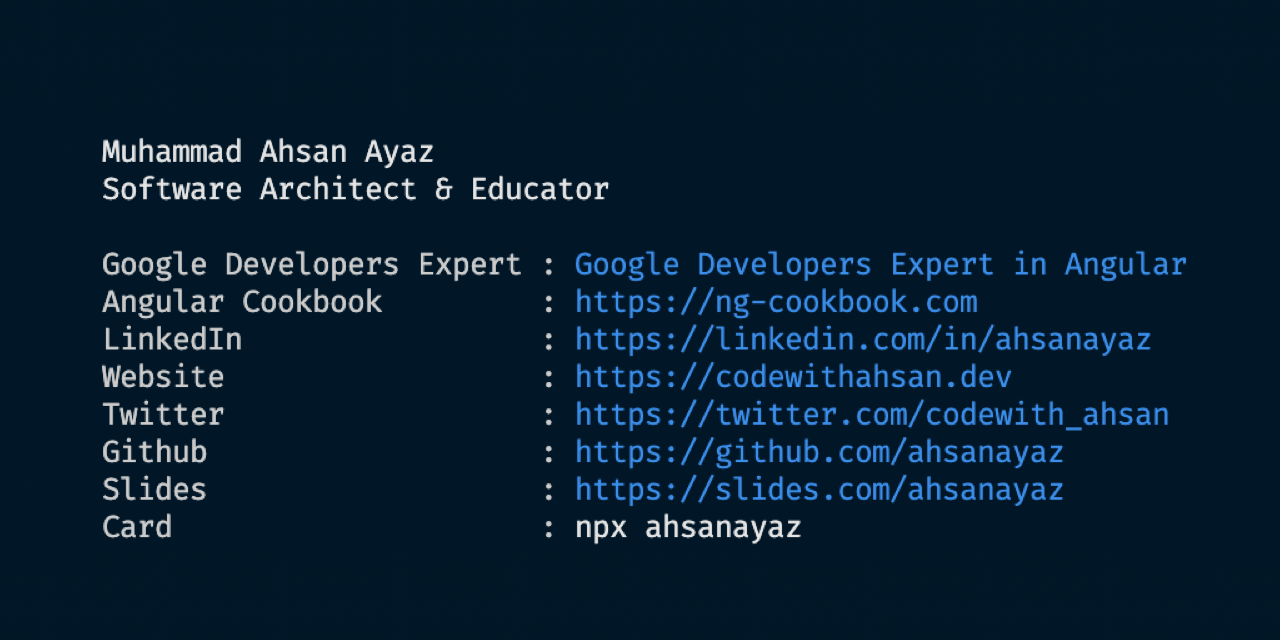 Muhammad Ahsan Ayaz
Software Architect & Educator
Google Developers Expert : Google Developers Expert in Angular
Angular Cookbook : https://ng-cookbook.com
LinkedIn : https://linkedin.com/in/ahsanayaz
Website : https://codewithahsan.dev
Twitter : https://twitter.com/codewith_ahsan
Github : https://github.com/ahsanayaz
Slides : https://slides.com/ahsanayaz
Card : npx ahsanayaz